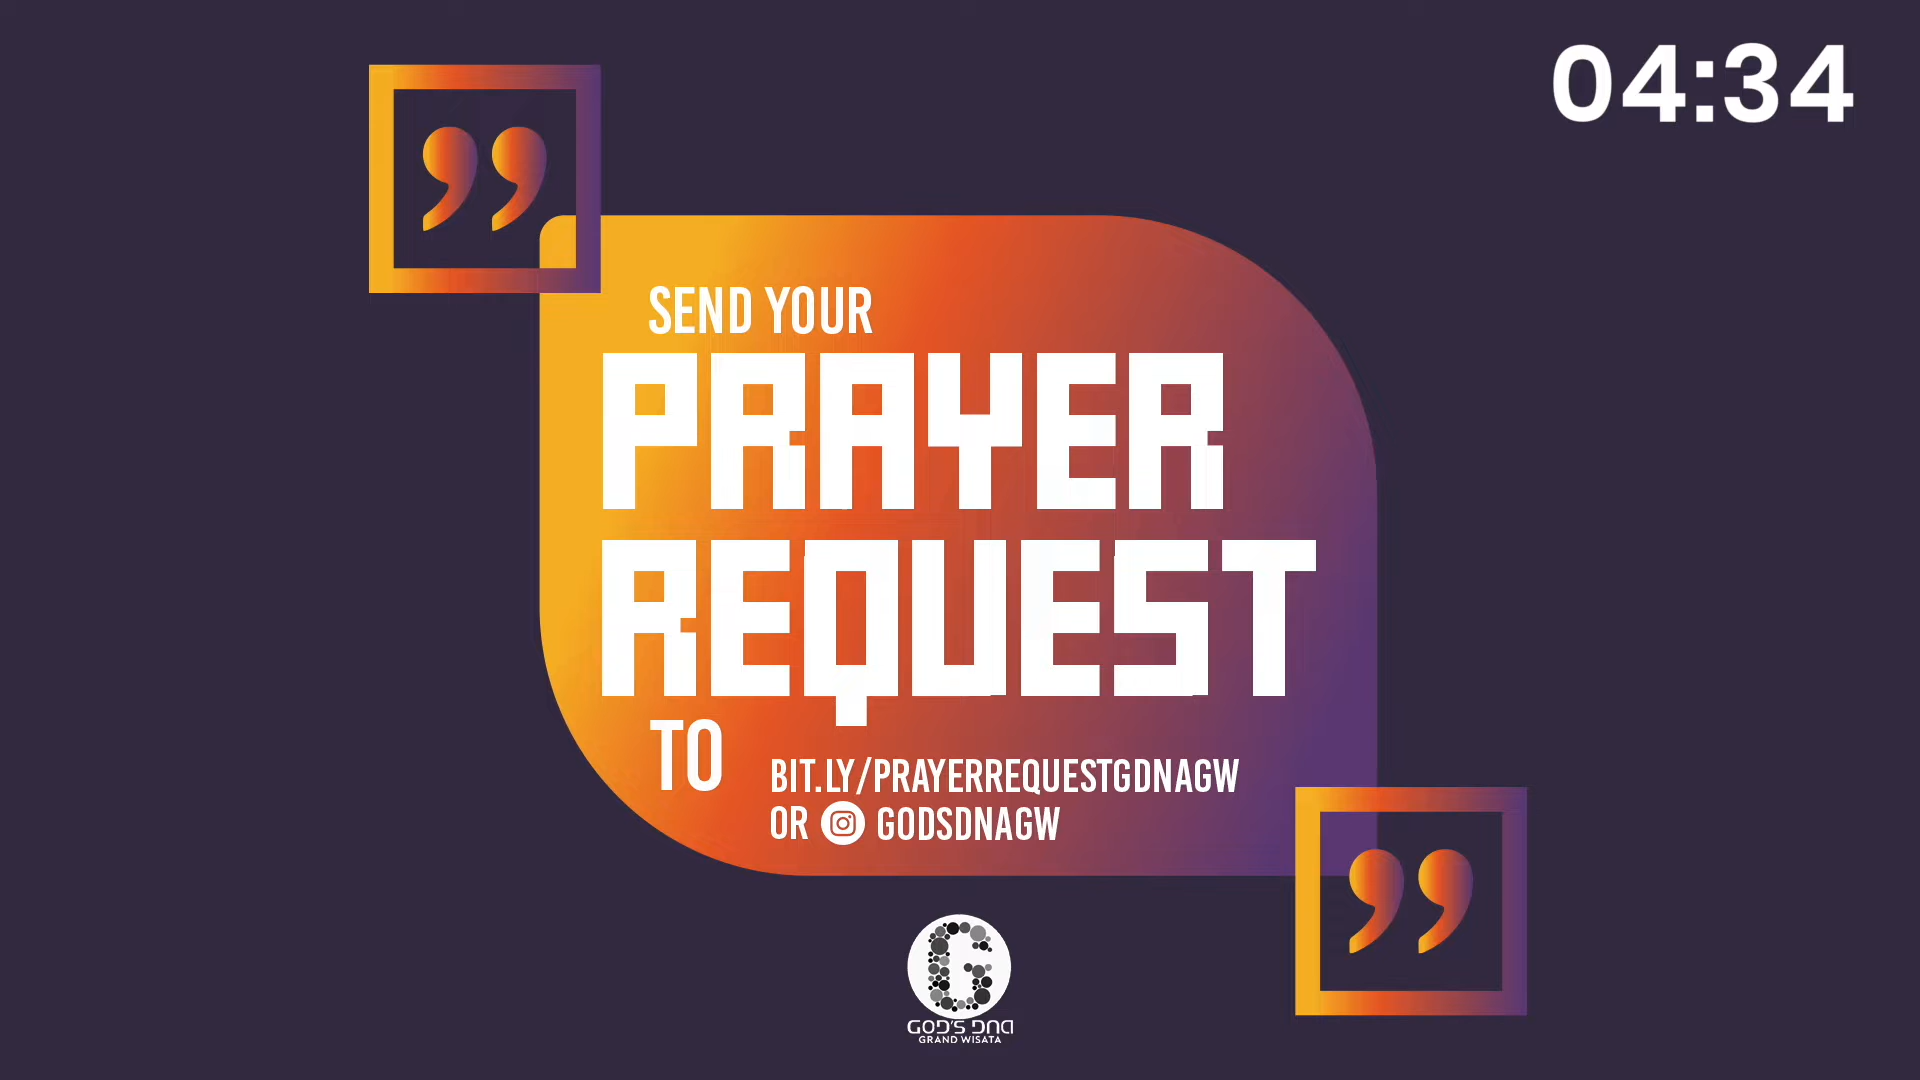 04:34
SEND YOUR
PRAYER
REQUEST
TO
BIT.LY/PRAYERREQUESTGDNAGW
OR GODSDNAGW
G
GOD'S DNA
GRAND WISATA